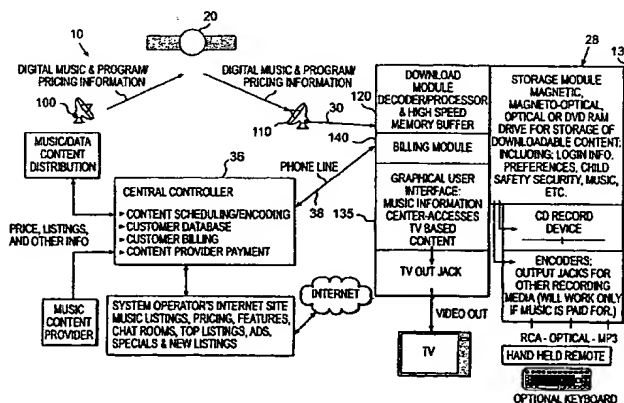 10
20
28
13
DIGITAL MUSIC & PROGRAM/
PRICING INFORMATION
DIGITAL MUSIC & PROGRAM/
PRICING INFORMATION
100
110
30
120
140
135
36
38
MUSIC/DATA
CONTENT
DISTRIBUTION
PHONE LINE
CENTRAL CONTROLLER
CONTENT SCHEDULING/ENCODING
CUSTOMER DATABASE
CUSTOMER BILLING
CONTENT PROVIDER PAYMENT
PRICE, LISTINGS,
AND OTHER INFO
MUSIC CONTENT
PROVIDER
SYSTEM OPERATOR'S INTERNET SITE
MUSIC LISTINGS, PRICING, FEATURES,
CHAT ROOMS, TOP LISTINGS, ADS,
SPECIALS & NEW LISTINGS
INTERNET
DOWNLOAD
MODULE
DECODER/PROCESSOR
& HIGH SPEED
MEMORY BUFFER
BILLING MODULE
GRAPHICAL USER
INTERFACE:
MUSIC INFORMATION
CENTER-ACCESSES
TV BASED
CONTENT
TV OUT JACK
VIDEO OUT
TV
STORAGE MODULE
MAGNETIC,
MAGNETO-OPTICAL,
OPTICAL OR DVD RAM
DRIVE FOR STORAGE OF
DOWNLOADABLE CONTENT;
INCLUDING: LOGIN INFO.
PREFERENCES, CHILD
SAFETY SECURITY, MUSIC,
ETC.
CD RECORD
DEVICE
ENCODERS;
OUTPUT JACKS FOR
OTHER RECORDING
MEDIA (WILL WORK ONLY
IF MUSIC IS PAID FOR.)
RCA - OPTICAL - MP3
HAND HELD REMOTE
OPTIONAL KEYBOARD